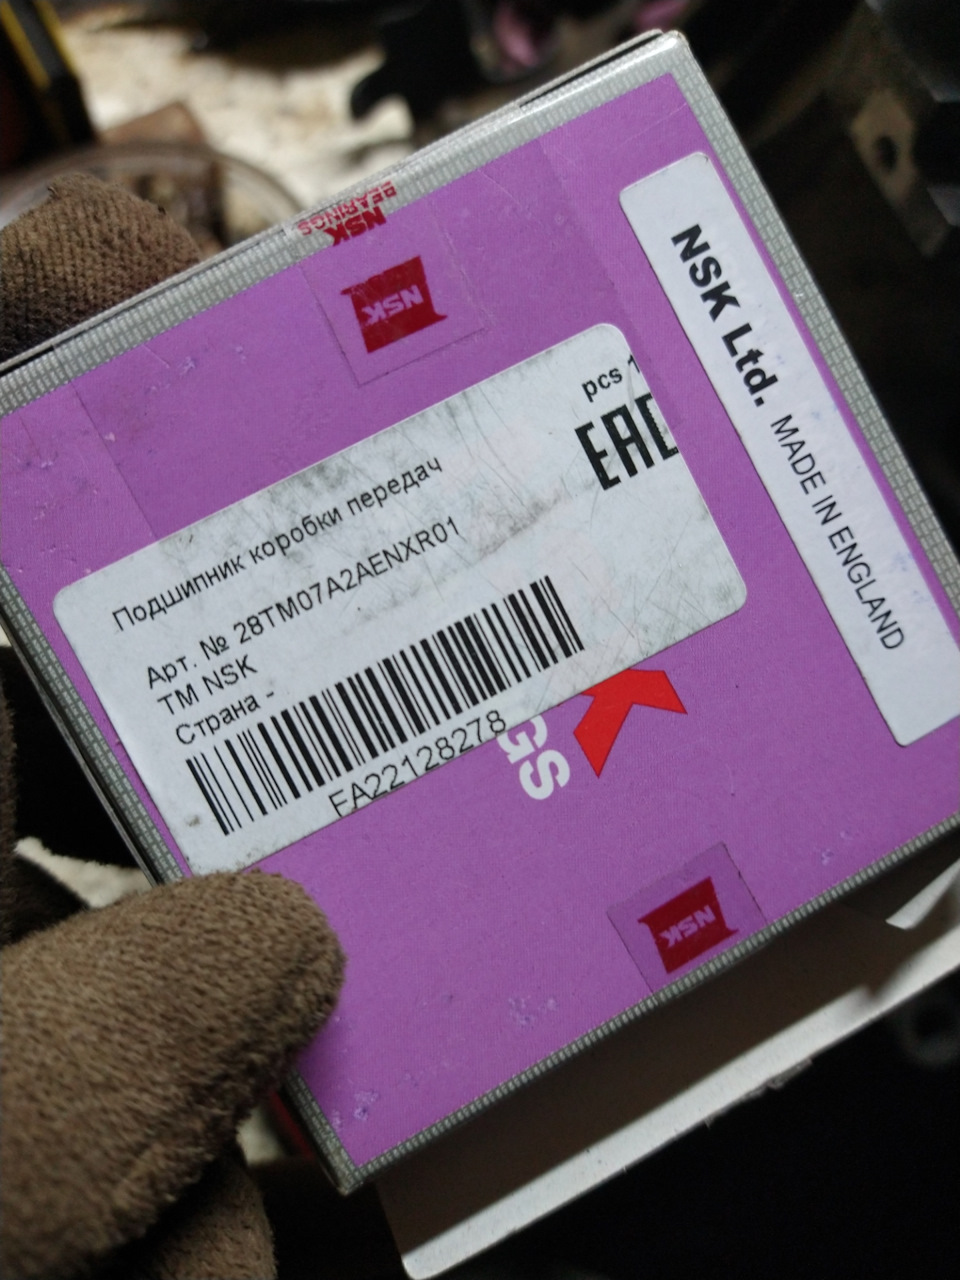 NSK
BEARINGS
NSK
NSK Ltd. MADE IN ENGLAND
pcs 1
EAC
Подшипник коробки передач
Арт. № 28TM07A2AENXR01
TM NSK
Страна -
EA22128278
K
GS
NSK